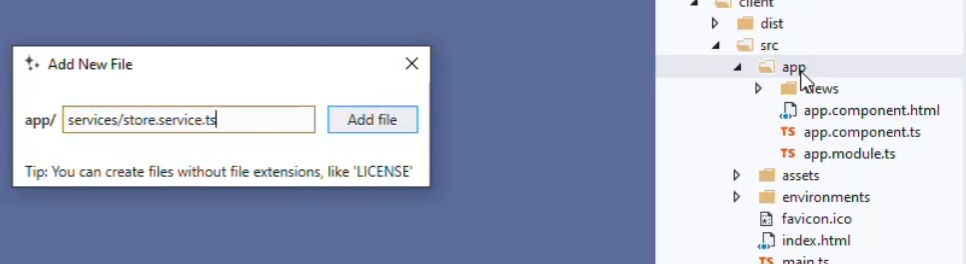 Add New File
app/ services/store.service.ts Add file
Tip: You can create files without file extensions, like 'LICENSE'
client
dist
src
app
views
app.component.html
TS app.component.ts
TS app.module.ts
assets
environments
favicon.ico
index.html
TS main.ts